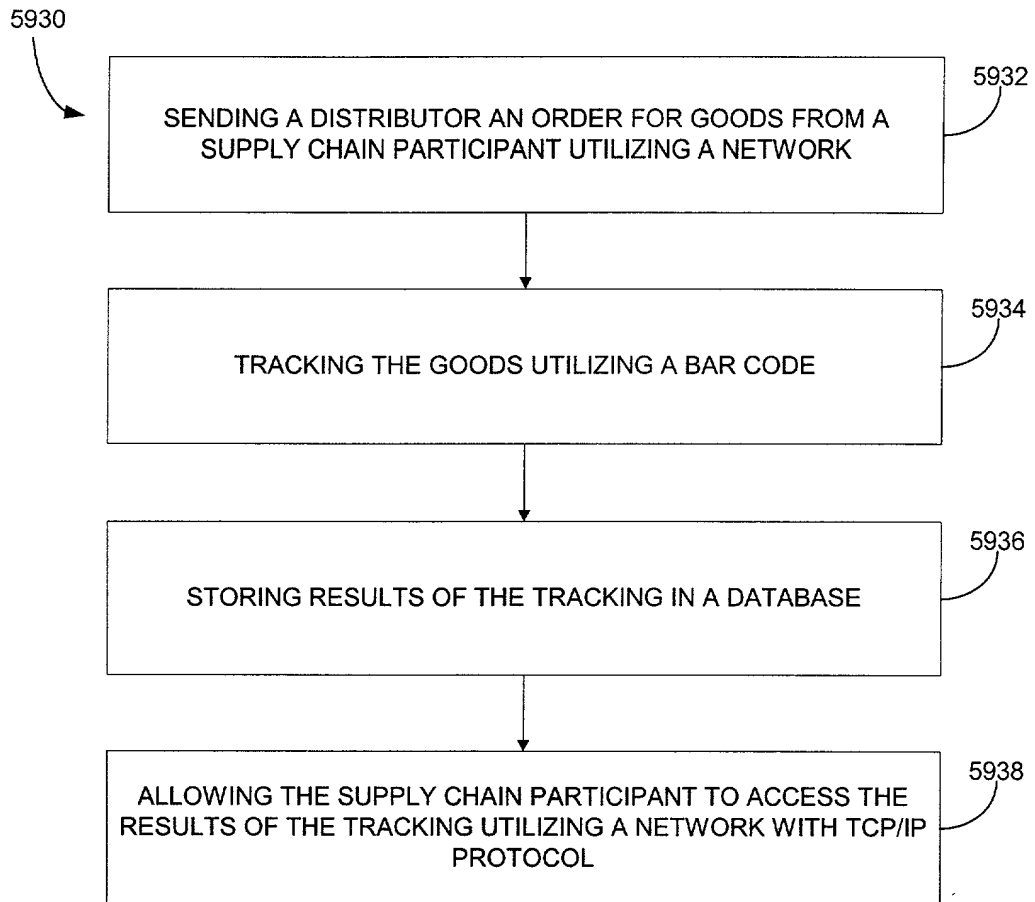 5930
5932
SENDING A DISTRIBUTOR AN ORDER FOR GOODS FROM A
SUPPLY CHAIN PARTICIPANT UTILIZING A NETWORK
5934
TRACKING THE GOODS UTILIZING A BAR CODE
5936
STORING RESULTS OF THE TRACKING IN A DATABASE
5938
ALLOWING THE SUPPLY CHAIN PARTICIPANT TO ACCESS THE
RESULTS OF THE TRACKING UTILIZING A NETWORK WITH TCP/IP
PROTOCOL